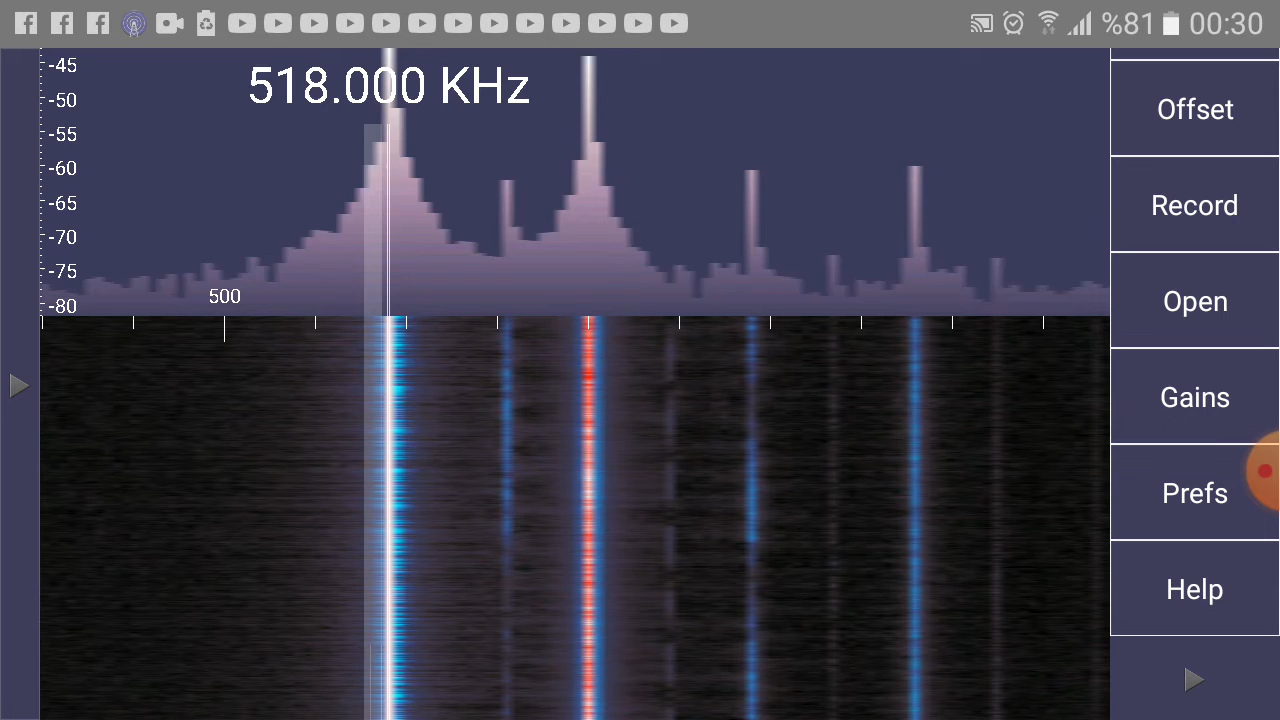 %81 00:30
518.000 KHz
-45
-50
-55
-60
-65
-70
-75
-80
500
Offset
Record
Open
Gains
Prefs
Help